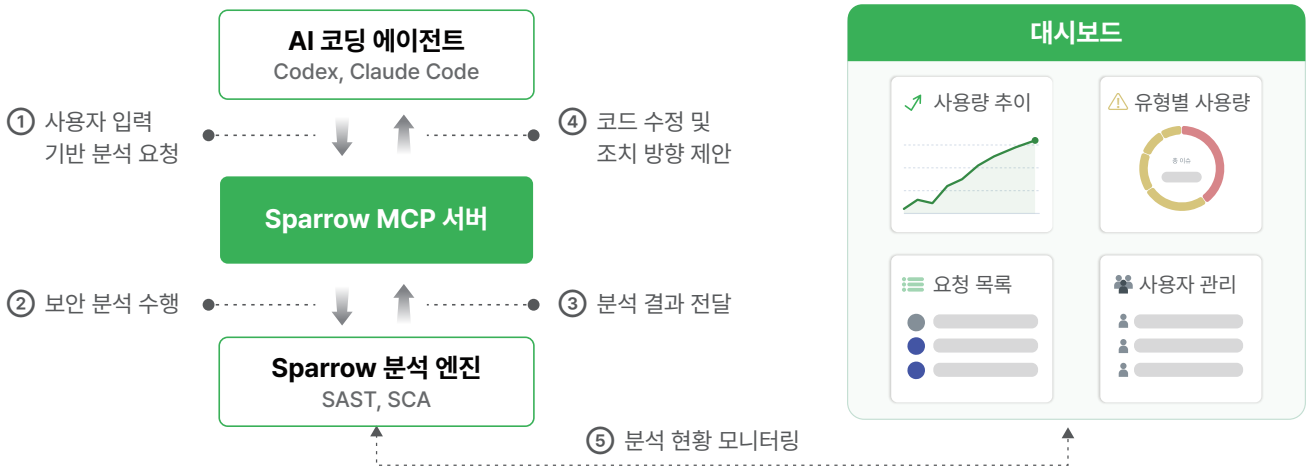 AI 코딩 에이전트
Codex, Claude Code
① 사용자 입력
기반 분석 요청
④ 코드 수정 및
조치 방향 제안
Sparrow MCP 서버
② 보안 분석 수행
③ 분석 결과 전달
Sparrow 분석 엔진
SAST, SCA
⑤ 분석 현황 모니터링
대시보드
사용량 추이
유형별 사용량
총 이슈
요청 목록
사용자 관리